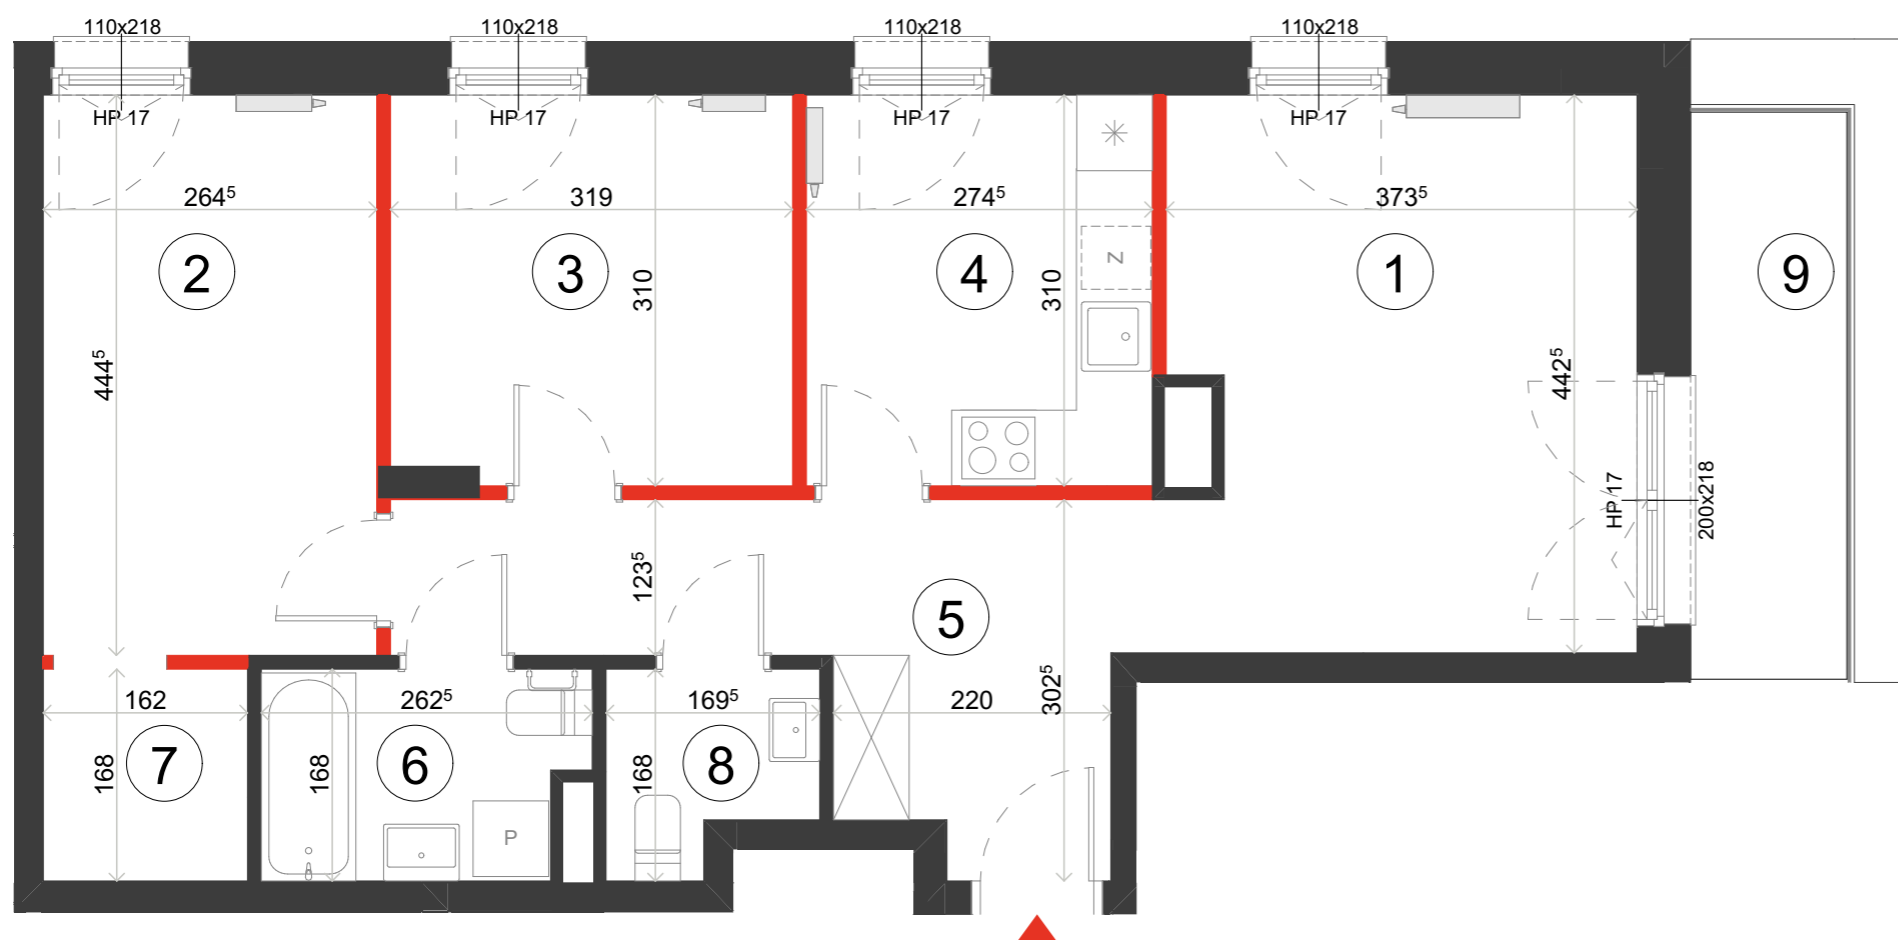 110x218 110x218 110x218 110x218
HP 17 HP 17 HP 17 HP 17
264⁵ 319 274⁵ 373⁵
2 3 4 1 9
Z
444⁵ 310 310 442⁵
HP 17 200x218
123⁵
5
162 262⁵ 169⁵ 220 302⁵
7 6 8
168 168 168
P